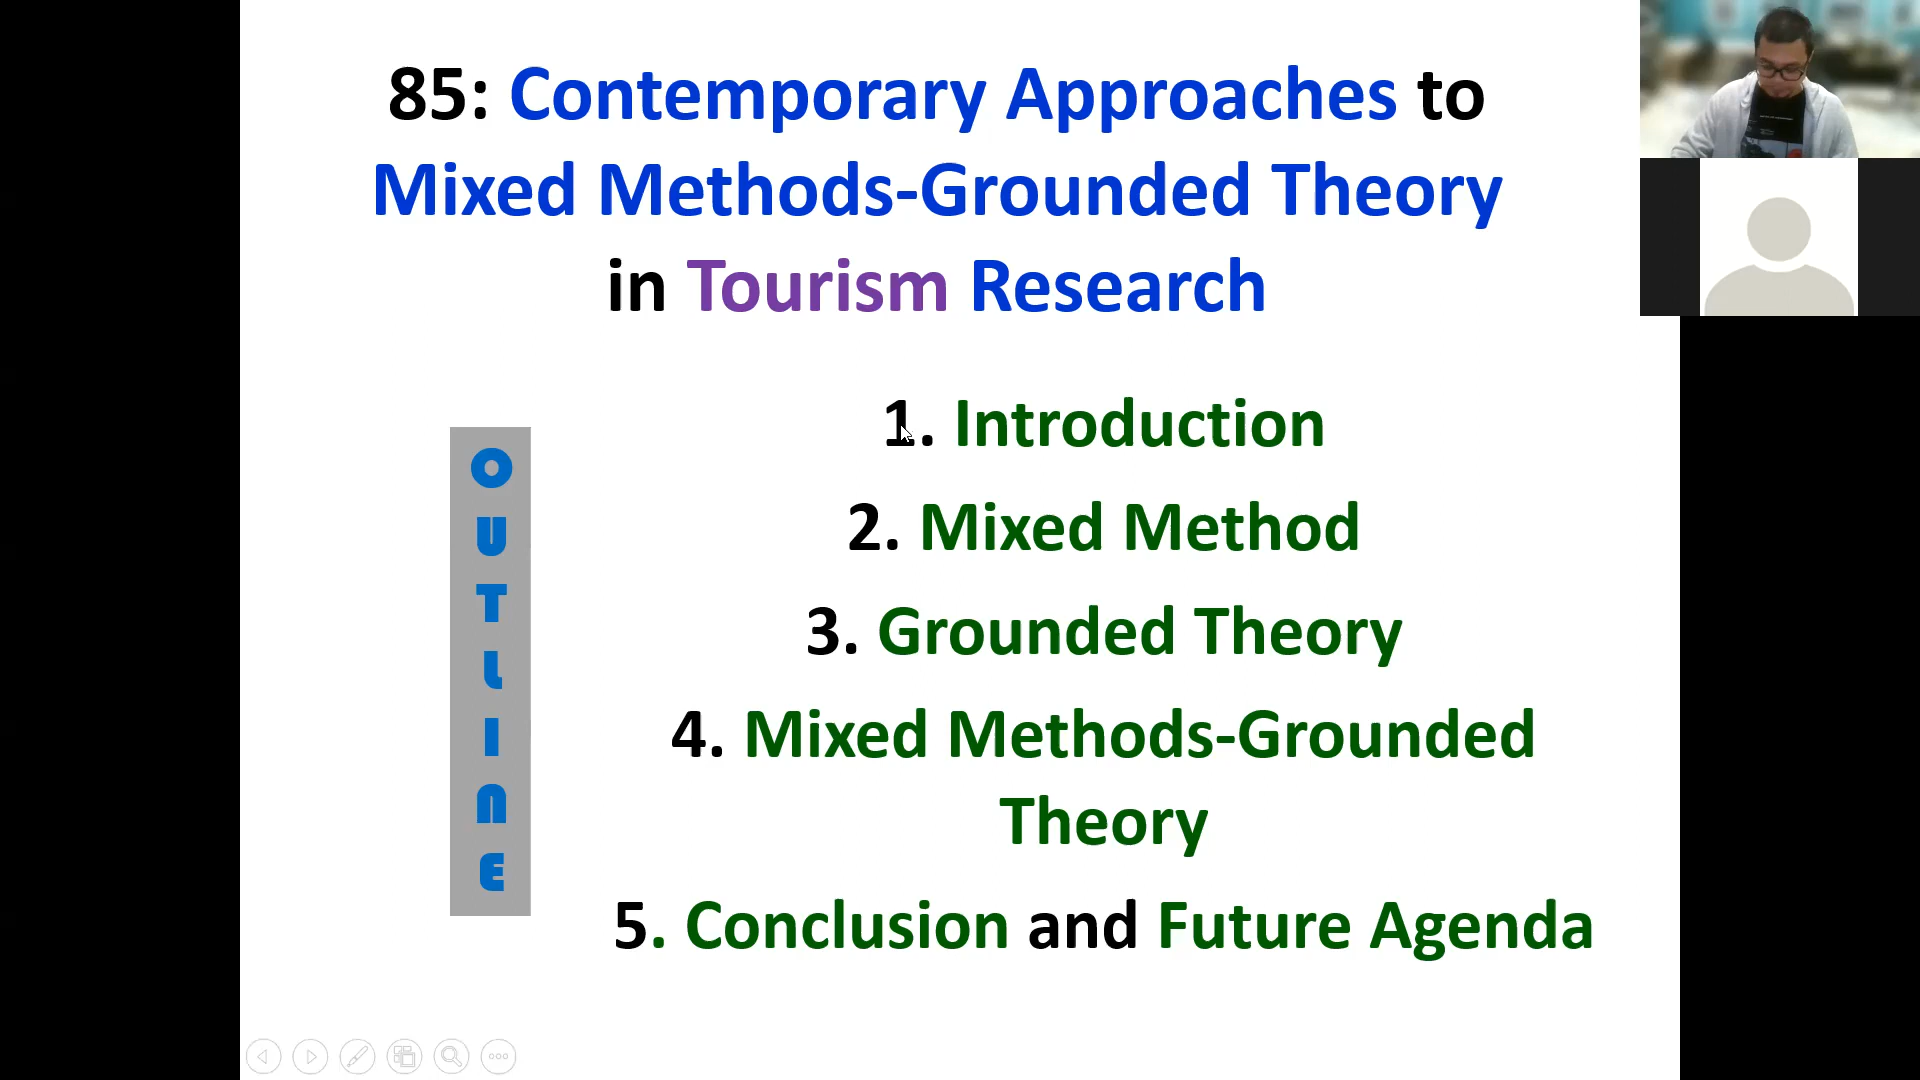 85: Contemporary Approaches to
Mixed Methods-Grounded Theory
in Tourism Research
OUTLINE
1. Introduction
2. Mixed Method
3. Grounded Theory
4. Mixed Methods-Grounded
Theory
5. Conclusion and Future Agenda